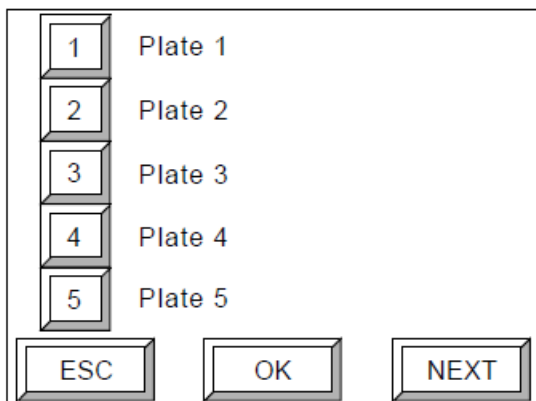 1 Plate 1
2 Plate 2
3 Plate 3
4 Plate 4
5 Plate 5
ESC OK NEXT